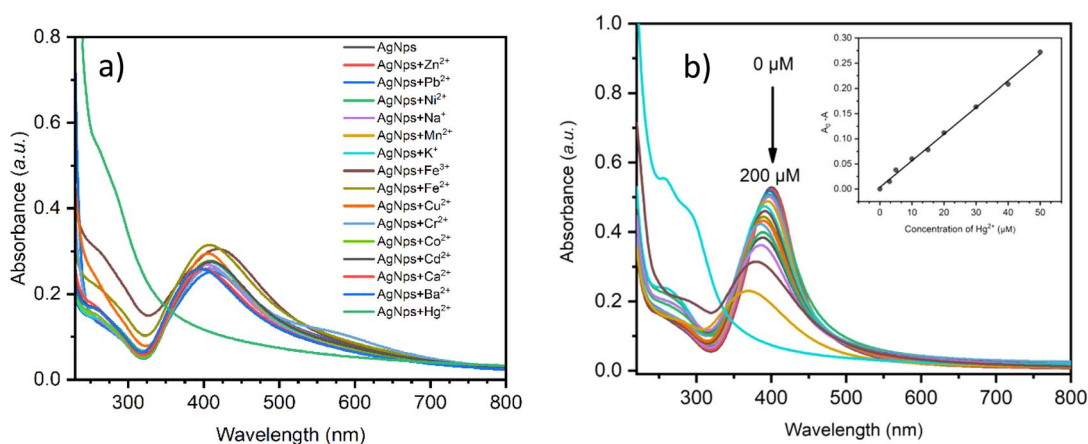 a)
0.8
0.6
0.4
0.2
0.0
Absorbance (a.u.)
300 400 500 600 700 800
Wavelength (nm)
AgNps
AgNps+Zn²⁺
AgNps+Pb²⁺
AgNps+Ni²⁺
AgNps+Na⁺
AgNps+Mn²⁺
AgNps+K⁺
AgNps+Fe³⁺
AgNps+Fe²⁺
AgNps+Cu²⁺
AgNps+Cr²⁺
AgNps+Co²⁺
AgNps+Cd²⁺
AgNps+Ca²⁺
AgNps+Ba²⁺
AgNps+Hg²⁺
b)
1.0
0.8
0.6
0.4
0.2
0.0
Absorbance (a.u.)
300 400 500 600 700 800
Wavelength (nm)
0 µM
200 µM
0.30
0.25
0.20
0.15
0.10
0.05
0.00
A₀-A
0 10 20 30 40 50
Concentration of Hg²⁺ (µM)